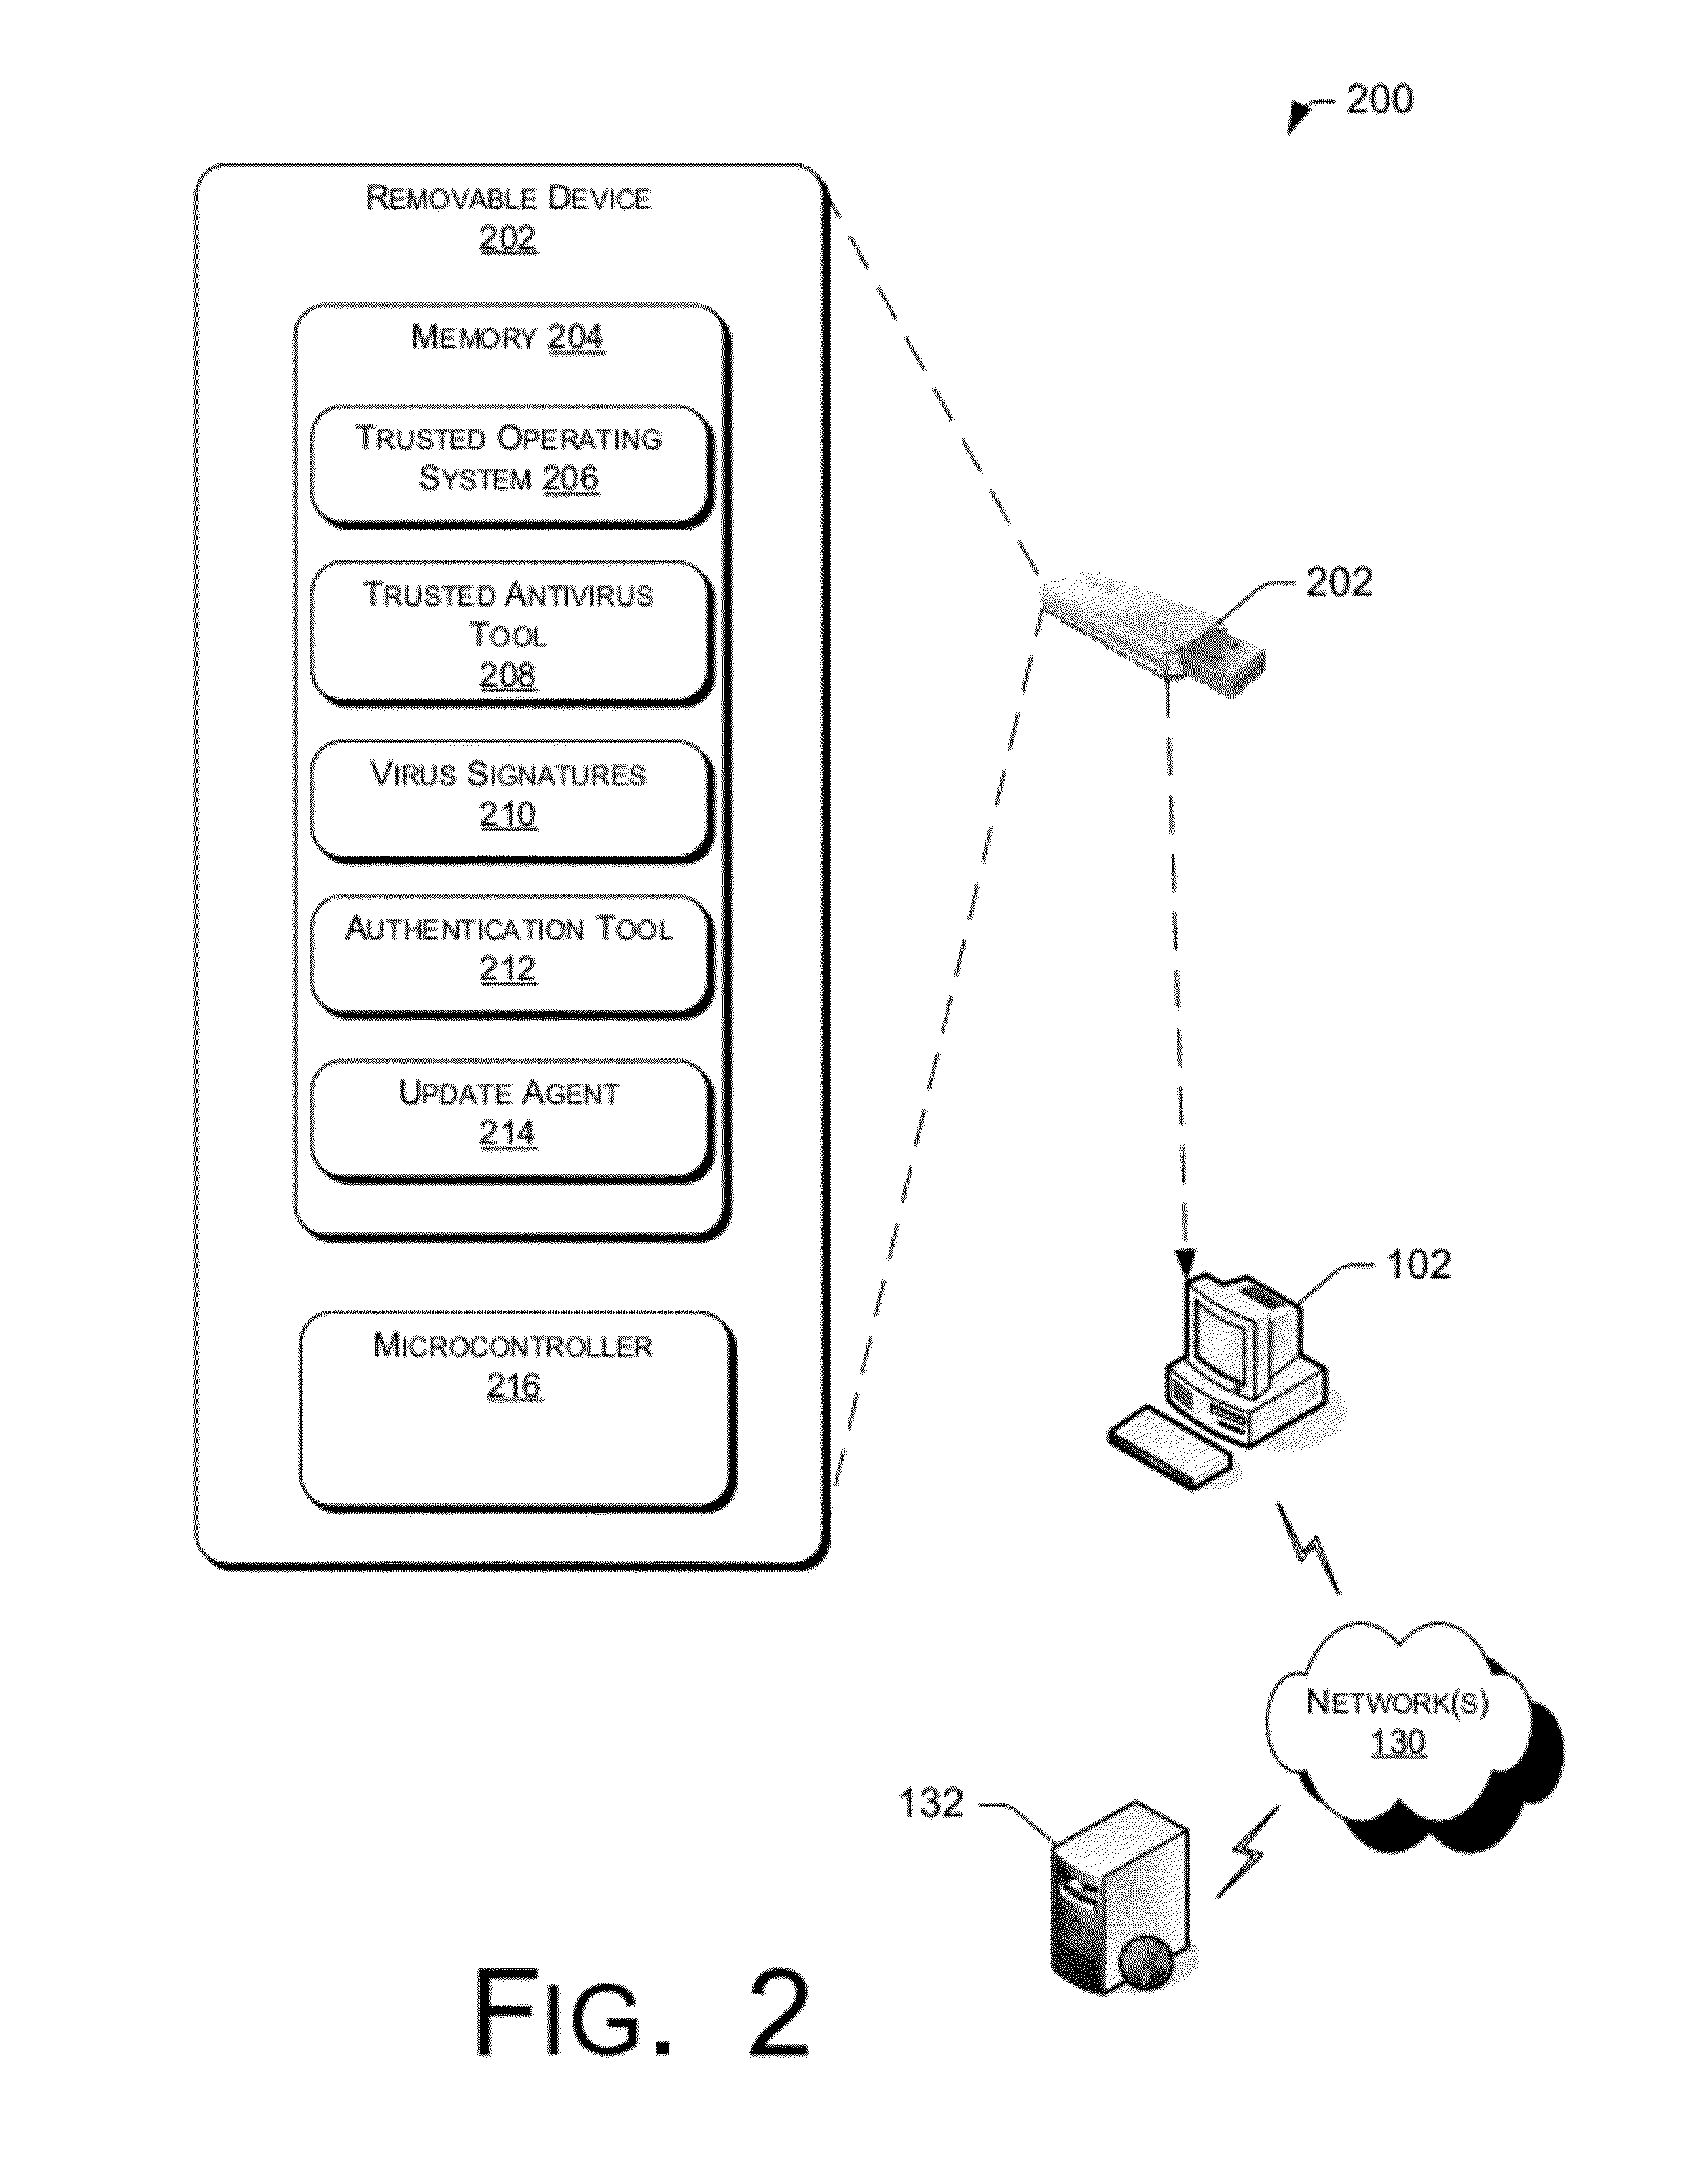 200
REMOVABLE DEVICE
202
MEMORY 204
TRUSTED OPERATING
SYSTEM 206
TRUSTED ANTIVIRUS
TOOL
208
VIRUS SIGNATURES
210
AUTHENTICATION TOOL
212
UPDATE AGENT
214
MICROCONTROLLER
216
202
102
NETWORK(S)
130
132
FIG. 2